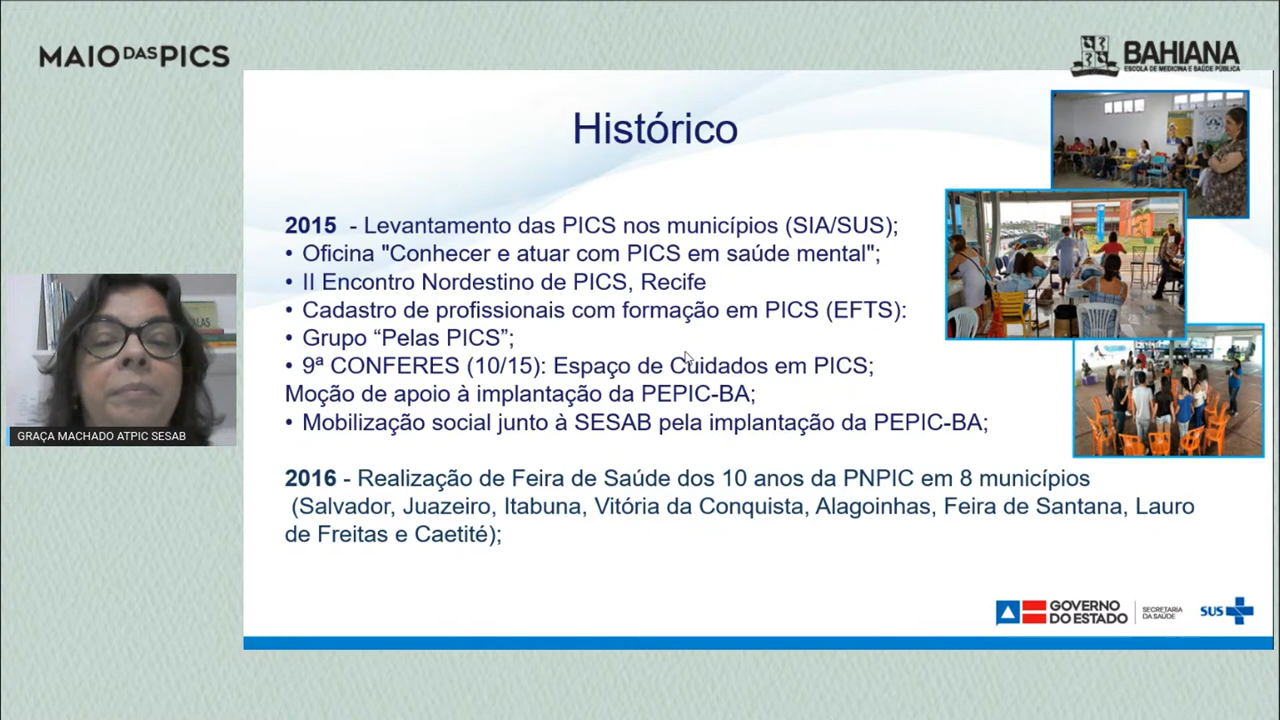 MAIO DAS PICS
BAHIANA
ESCOLA DE MEDICINA E SAÚDE PÚBLICA
Histórico
2015 - Levantamento das PICS nos municípios (SIA/SUS);
• Oficina "Conhecer e atuar com PICS em saúde mental";
• II Encontro Nordestino de PICS, Recife
• Cadastro de profissionais com formação em PICS (EFTS):
• Grupo “Pelas PICS”;
• 9ª CONFERES (10/15): Espaço de Cuidados em PICS;
Moção de apoio à implantação da PEPIC-BA;
• Mobilização social junto à SESAB pela implantação da PEPIC-BA;
2016 - Realização de Feira de Saúde dos 10 anos da PNPIC em 8 municípios
(Salvador, Juazeiro, Itabuna, Vitória da Conquista, Alagoinhas, Feira de Santana, Lauro
de Freitas e Caetité);
GRAÇA MACHADO ATPIC SESAB
GOVERNO
DO ESTADO
SECRETARIA
DA SAÚDE
SUS